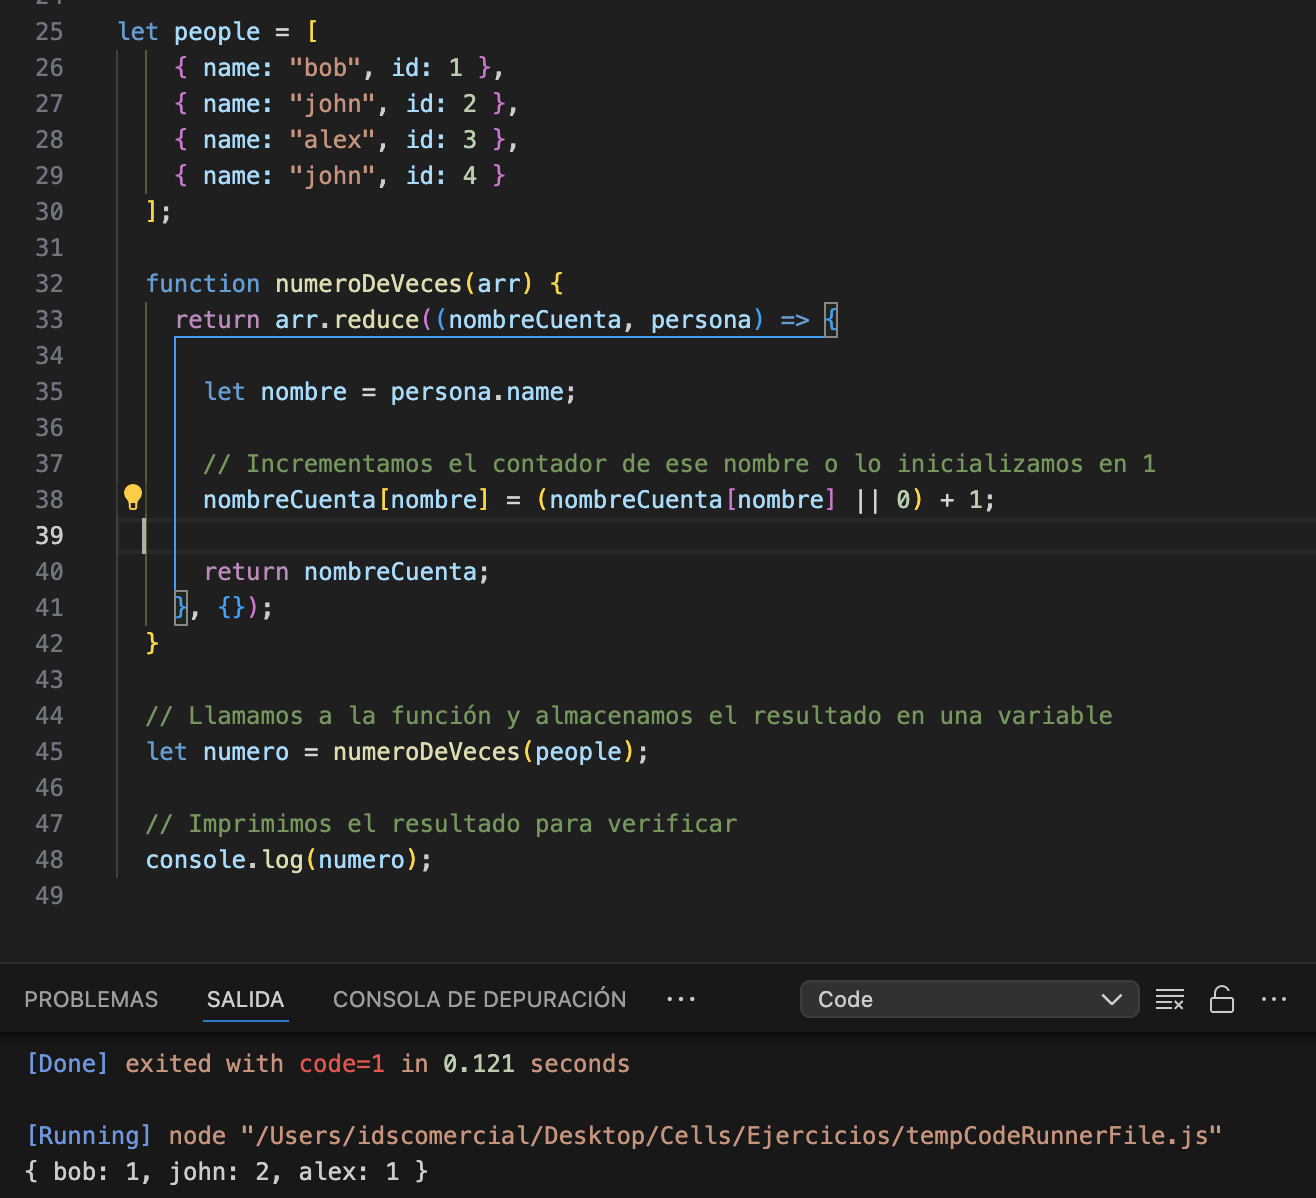 25 let people = [
26 { name: "bob", id: 1 },
27 { name: "john", id: 2 },
28 { name: "alex", id: 3 },
29 { name: "john", id: 4 }
30 ];
31
32 function numeroDeVeces(arr) {
33 return arr.reduce((nombreCuenta, persona) => {
34
35 let nombre = persona.name;
36
37 // Incrementamos el contador de ese nombre o lo inicializamos en 1
38 nombreCuenta[nombre] = (nombreCuenta[nombre] || 0) + 1;
39
40 return nombreCuenta;
41 }, {});
42 }
43
44 // Llamamos a la función y almacenamos el resultado en una variable
45 let numero = numeroDeVeces(people);
46
47 // Imprimimos el resultado para verificar
48 console.log(numero);
49
PROBLEMAS SALIDA CONSOLA DE DEPURACIÓN ··· Code ···
[Done] exited with code=1 in 0.121 seconds
[Running] node "/Users/idscomercial/Desktop/Cells/Ejercicios/tempCodeRunnerFile.js"
{ bob: 1, john: 2, alex: 1 }